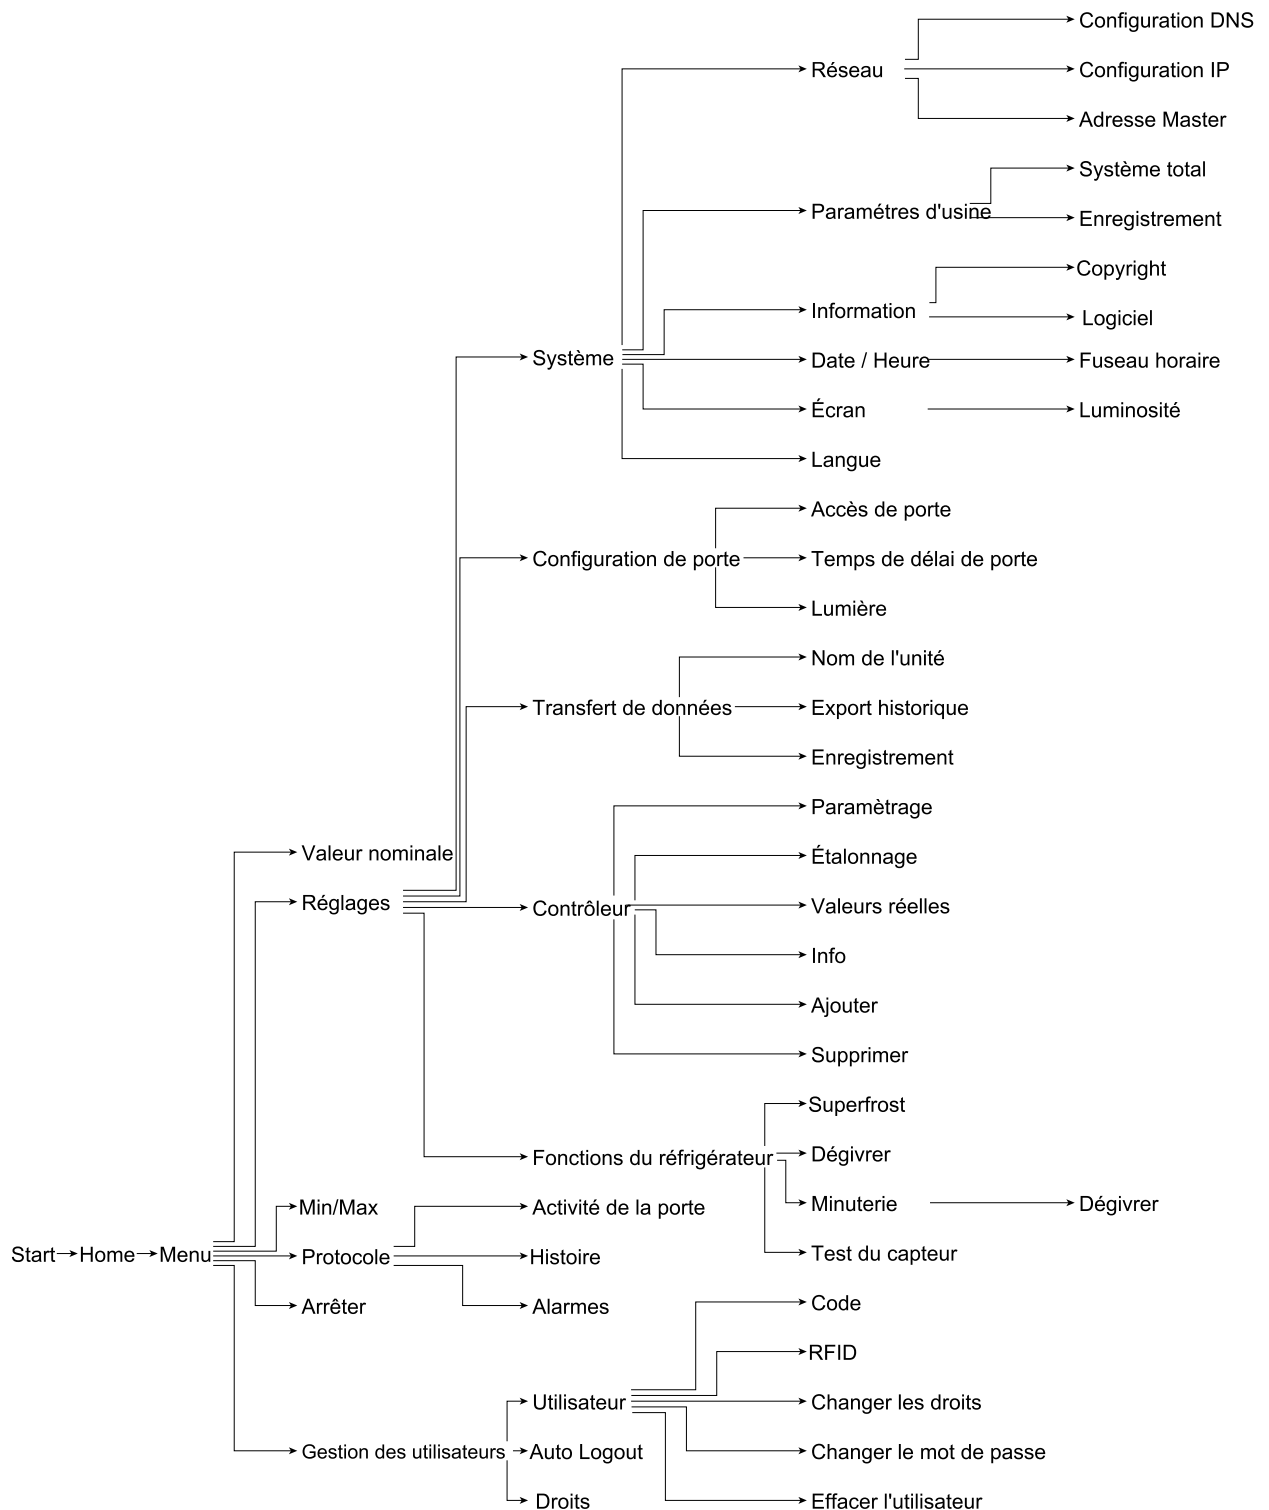 Configuration DNS
Réseau
Configuration IP
Adresse Master
Système total
Paramétres d'usine
Enregistrement
Copyright
Information
Logiciel
Système
Date / Heure
Fuseau horaire
Écran
Luminosité
Langue
Accès de porte
Configuration de porte
Temps de délai de porte
Lumière
Nom de l'unité
Transfert de données
Export historique
Enregistrement
Paramètrage
Valeur nominale
Étalonnage
Réglages
Contrôleur
Valeurs réelles
Info
Ajouter
Supprimer
Superfrost
Fonctions du réfrigérateur
Dégivrer
Min/Max
Activité de la porte
Minuterie
Dégivrer
Start
Home
Menu
Protocole
Histoire
Test du capteur
Arrêter
Alarmes
Code
RFID
Utilisateur
Changer les droits
Gestion des utilisateurs
Auto Logout
Changer le mot de passe
Droits
Effacer l'utilisateur